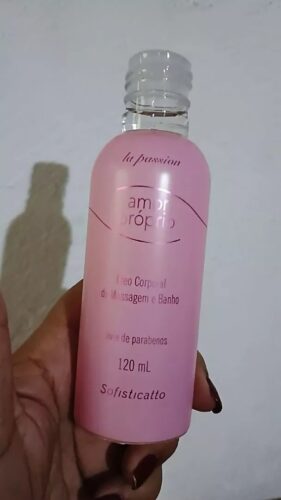 la passion
amor
próprio
Óleo Corporal
de Massagem e Banho
livre de parabenos
120 mL
Sofisticatto